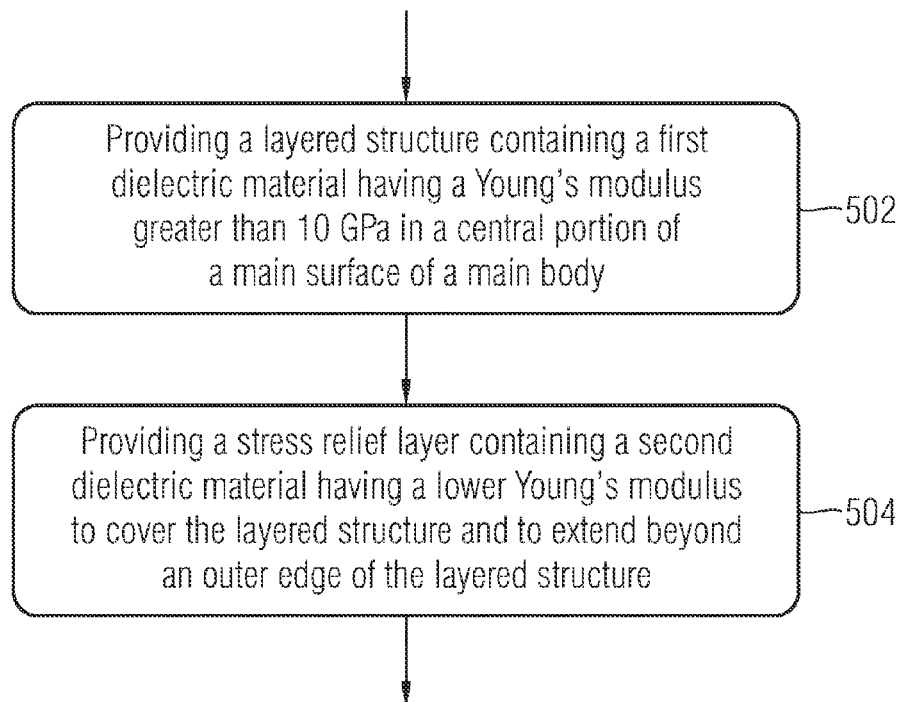 Providing a layered structure containing a first
dielectric material having a Young's modulus
greater than 10 GPa in a central portion of
a main surface of a main body
502
Providing a stress relief layer containing a second
dielectric material having a lower Young's modulus
to cover the layered structure and to extend beyond
an outer edge of the layered structure
504